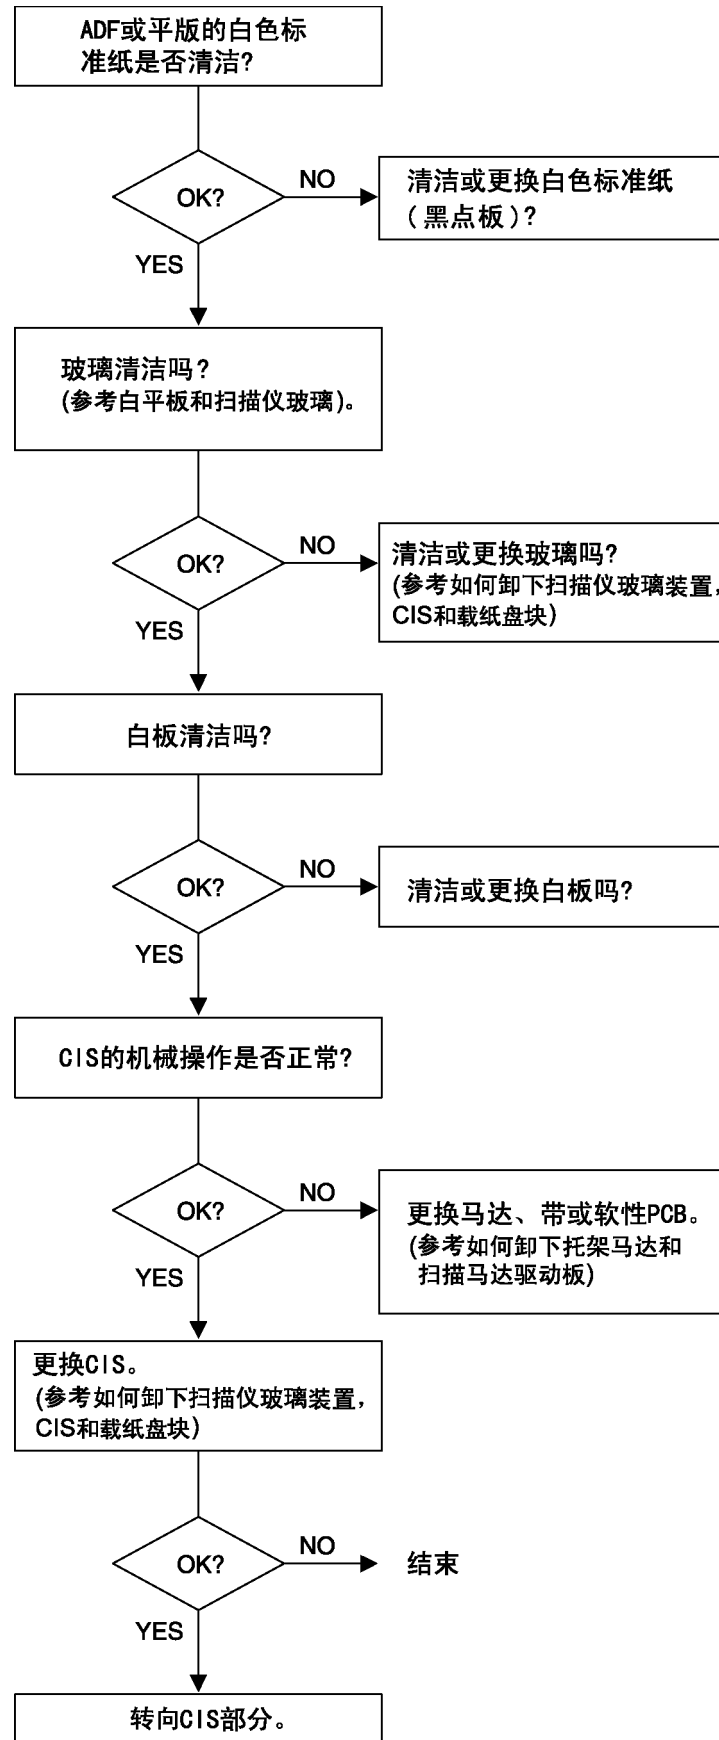 ADF或平版的白色标
准纸是否清洁?
OK?
NO
清洁或更换白色标准纸
(黑点板)?
YES
玻璃清洁吗?
(参考白平板和扫描仪玻璃)。
OK?
NO
清洁或更换玻璃吗?
(参考如何卸下扫描仪玻璃装置,
CIS和载纸盘块)
YES
白板清洁吗?
OK?
NO
清洁或更换白板吗?
YES
CIS的机械操作是否正常?
OK?
NO
更换马达、带或软性PCB。
(参考如何卸下托架马达和
扫描马达驱动板)
YES
更换CIS。
(参考如何卸下扫描仪玻璃装置,
CIS和载纸盘块)
OK?
NO
结束
YES
转向CIS部分。